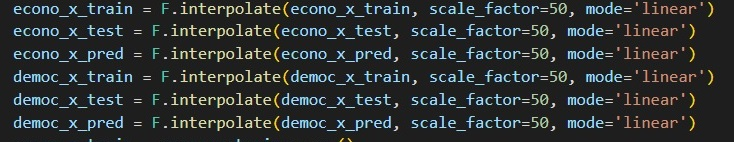 econo_x_train = F.interpolate(econo_x_train, scale_factor=50, mode='linear')
econo_x_test = F.interpolate(econo_x_test, scale_factor=50, mode='linear')
econo_x_pred = F.interpolate(econo_x_pred, scale_factor=50, mode='linear')
democ_x_train = F.interpolate(democ_x_train, scale_factor=50, mode='linear')
democ_x_test = F.interpolate(democ_x_test, scale_factor=50, mode='linear')
democ_x_pred = F.interpolate(democ_x_pred, scale_factor=50, mode='linear')